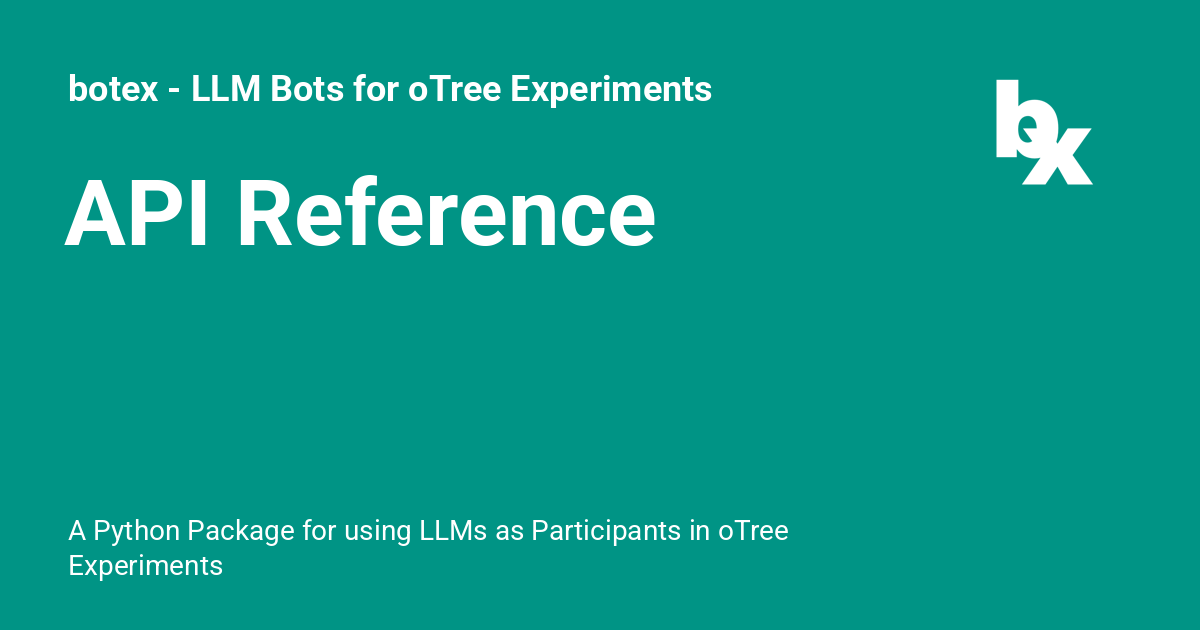 botex - LLM Bots for oTree Experiments
bx
API Reference
A Python Package for using LLMs as Participants in oTree
Experiments